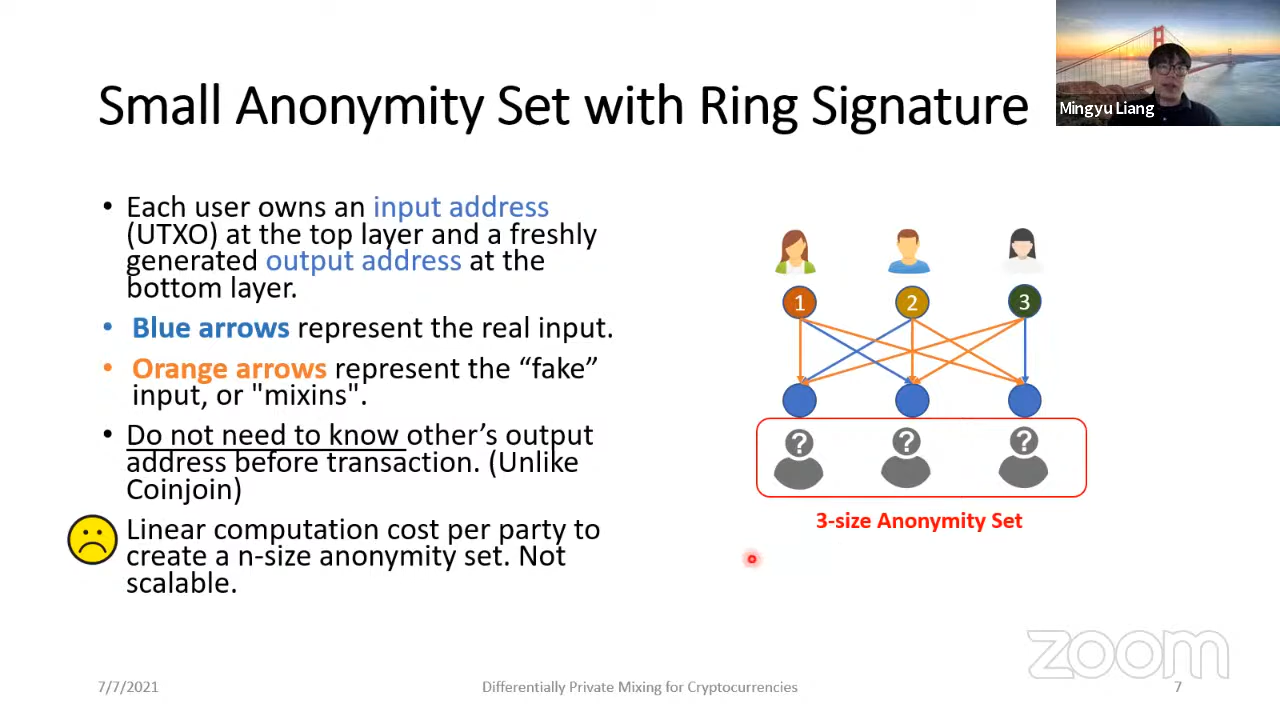 Mingyu Liang
Small Anonymity Set with Ring Signature
• Each user owns an input address
(UTXO) at the top layer and a freshly
generated output address at the
bottom layer.
• Blue arrows represent the real input.
• Orange arrows represent the “fake”
input, or "mixins".
• Do not need to know other’s output
address before transaction. (Unlike
Coinjoin)
Linear computation cost per party to
create a n-size anonymity set. Not
scalable.
1 2 3
? ? ?
3-size Anonymity Set
zoom
7/7/2021
Differentially Private Mixing for Cryptocurrencies
7